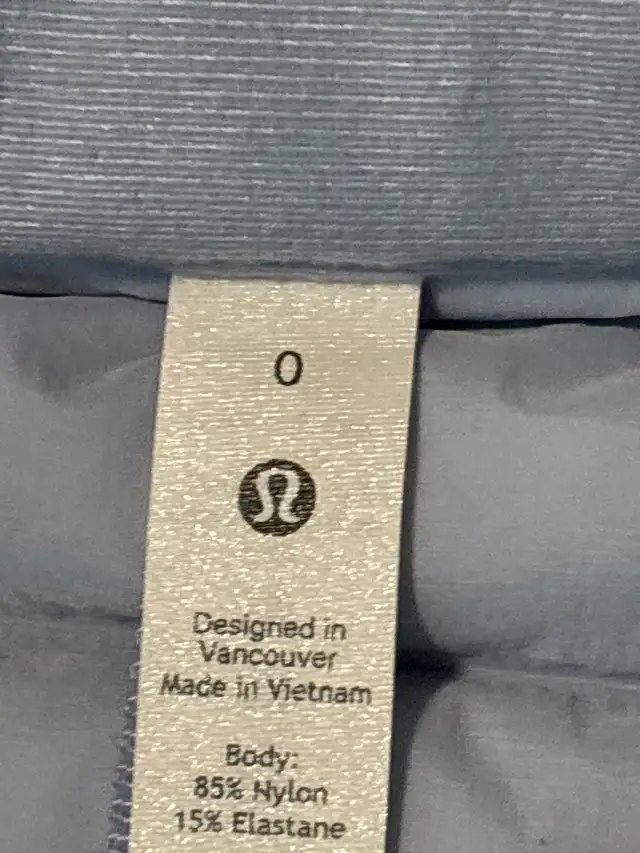 0
Designed in
Vancouver
Made in Vietnam
Body:
85% Nylon
15% Elastane